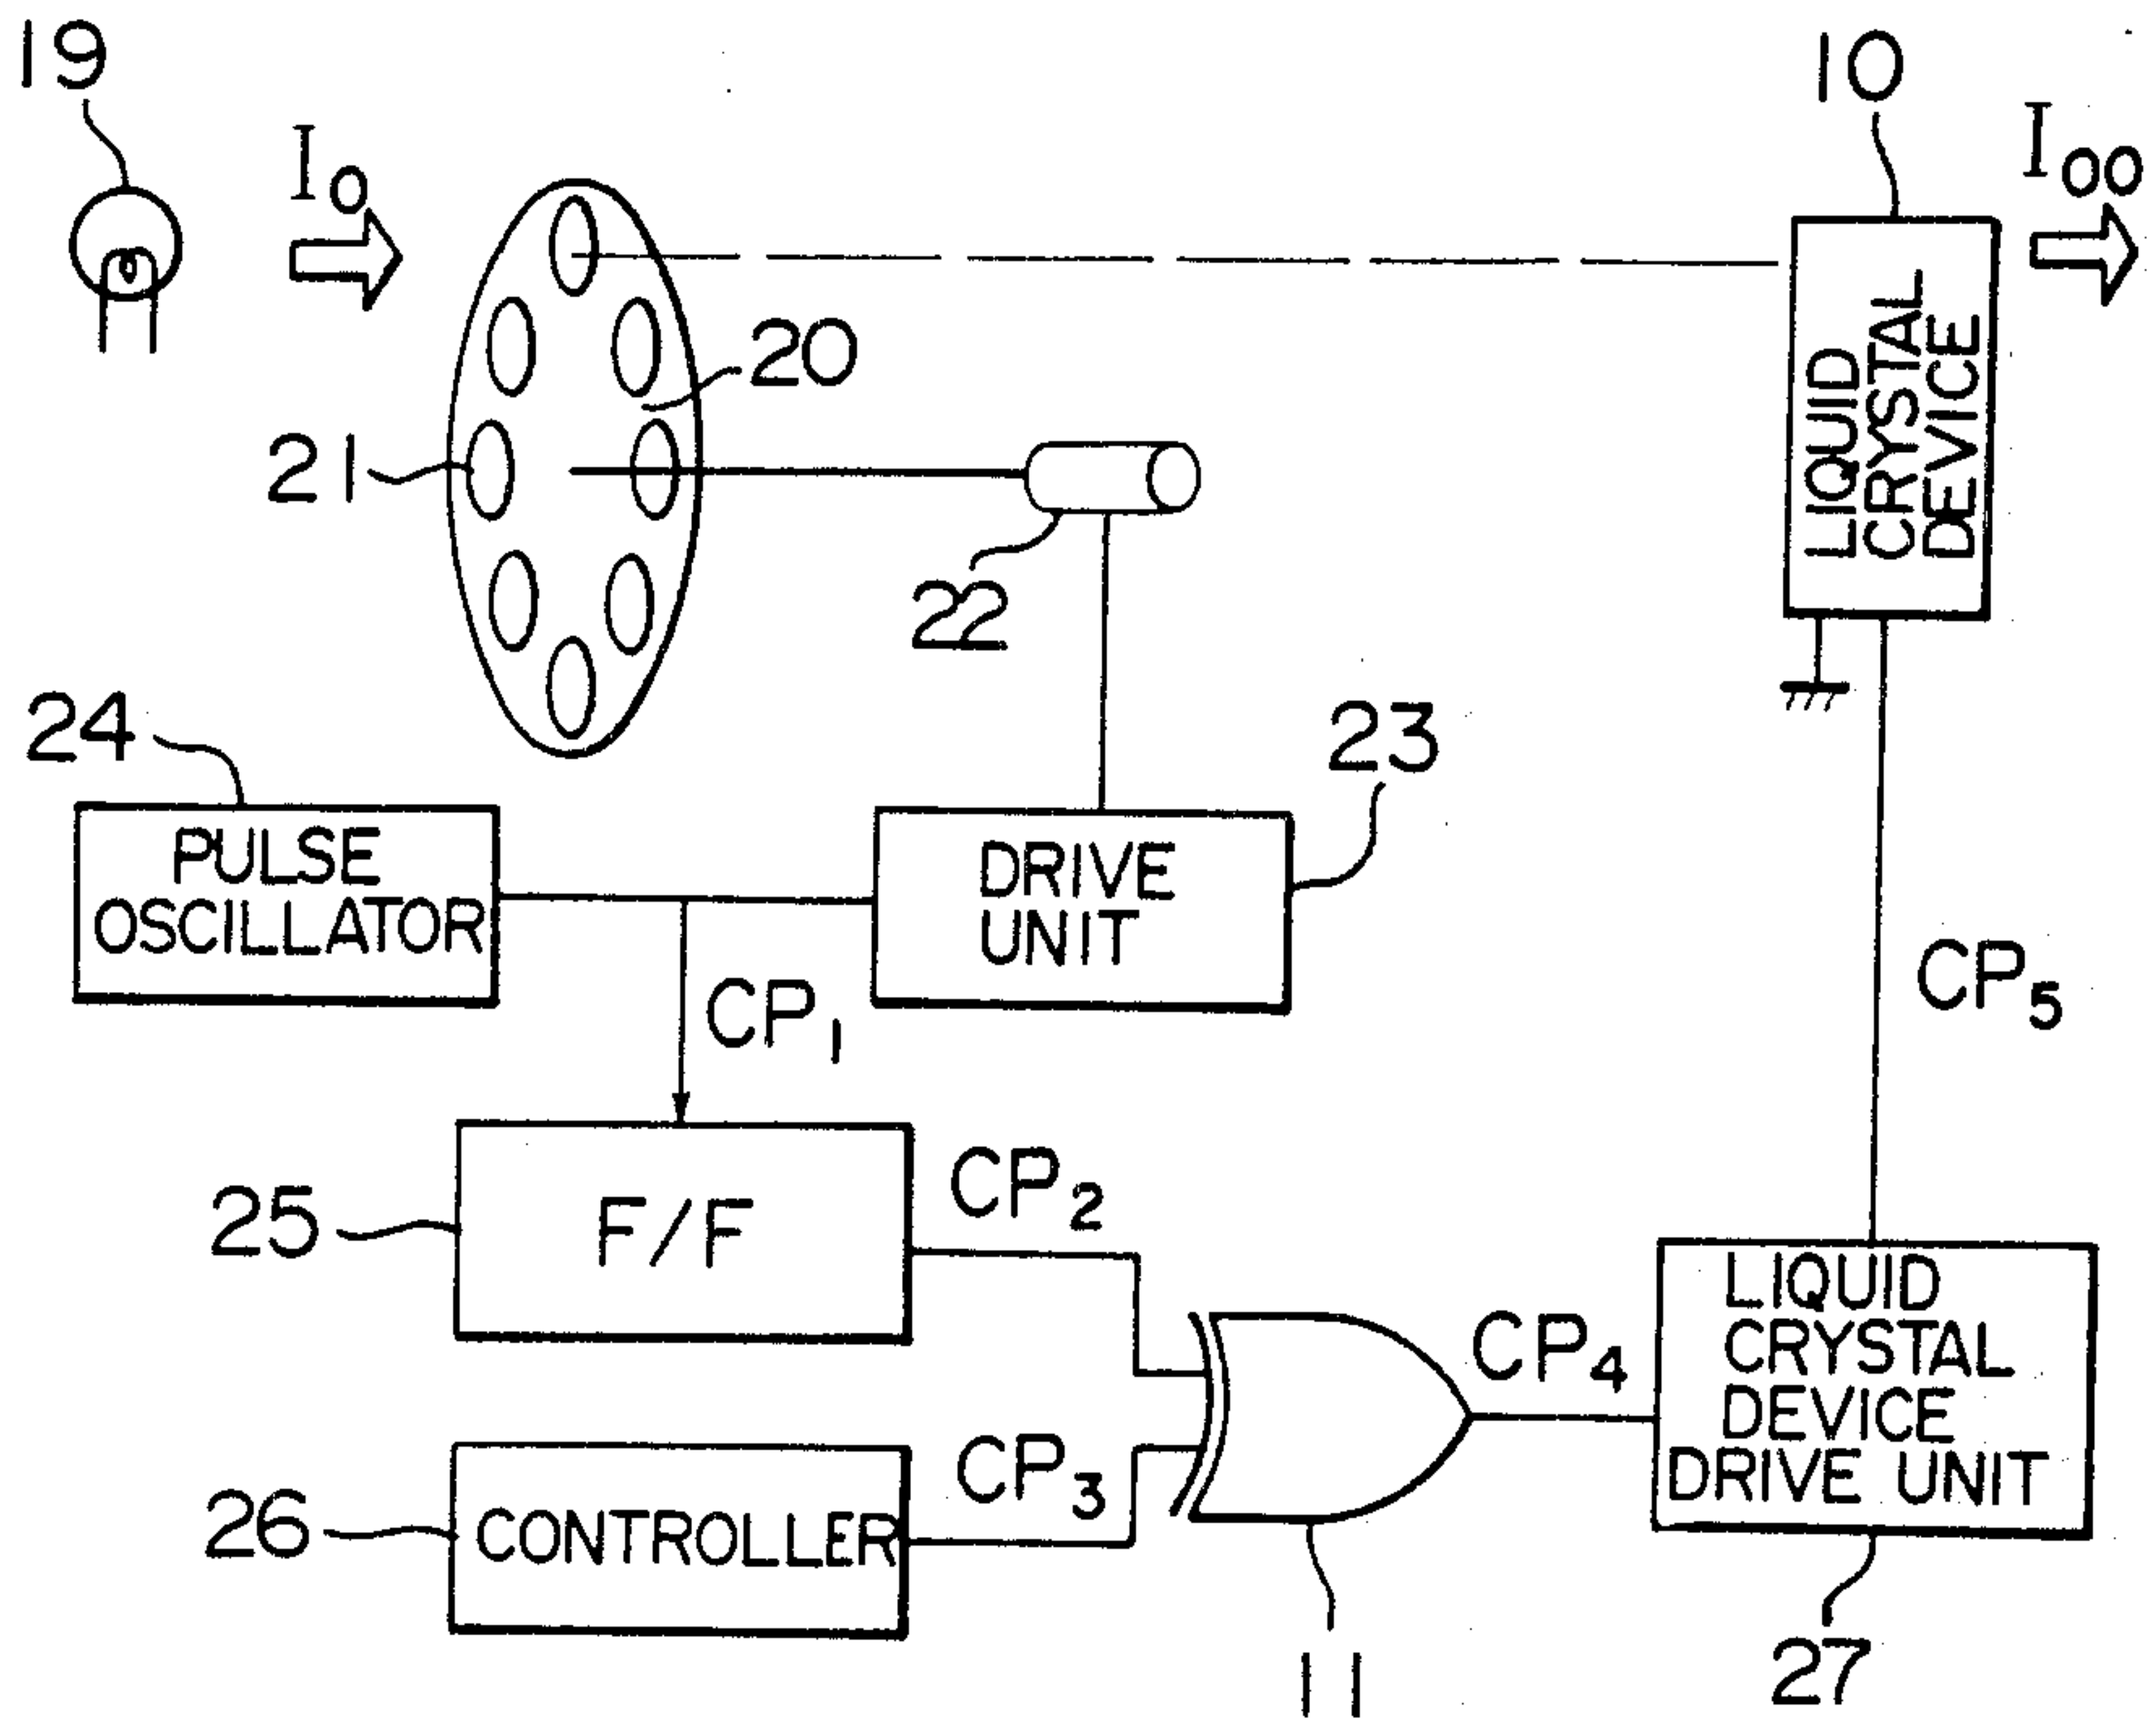 19
I0
10
I00
20
21
22
LIQUID
CRYSTAL
DEVICE
24
23
PULSE
OSCILLATOR
DRIVE
UNIT
CP1
CP5
25
F/F
CP2
26
CONTROLLER
CP3
11
CP4
LIQUID
CRYSTAL
DEVICE
DRIVE UNIT
27